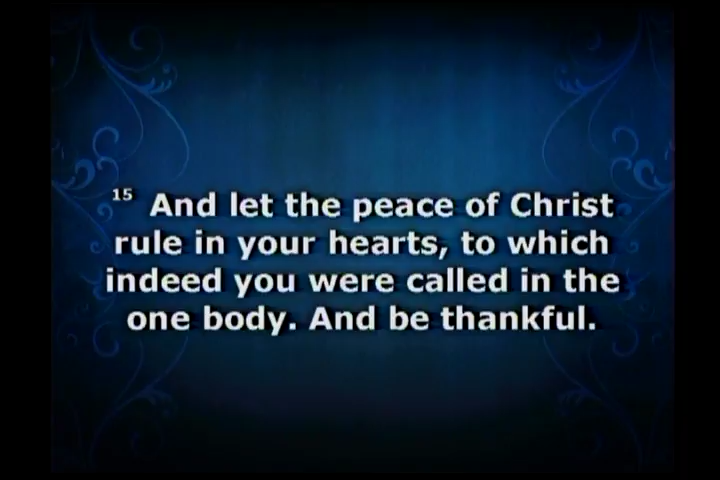 15 And let the peace of Christ
rule in your hearts, to which
indeed you were called in the
one body. And be thankful.